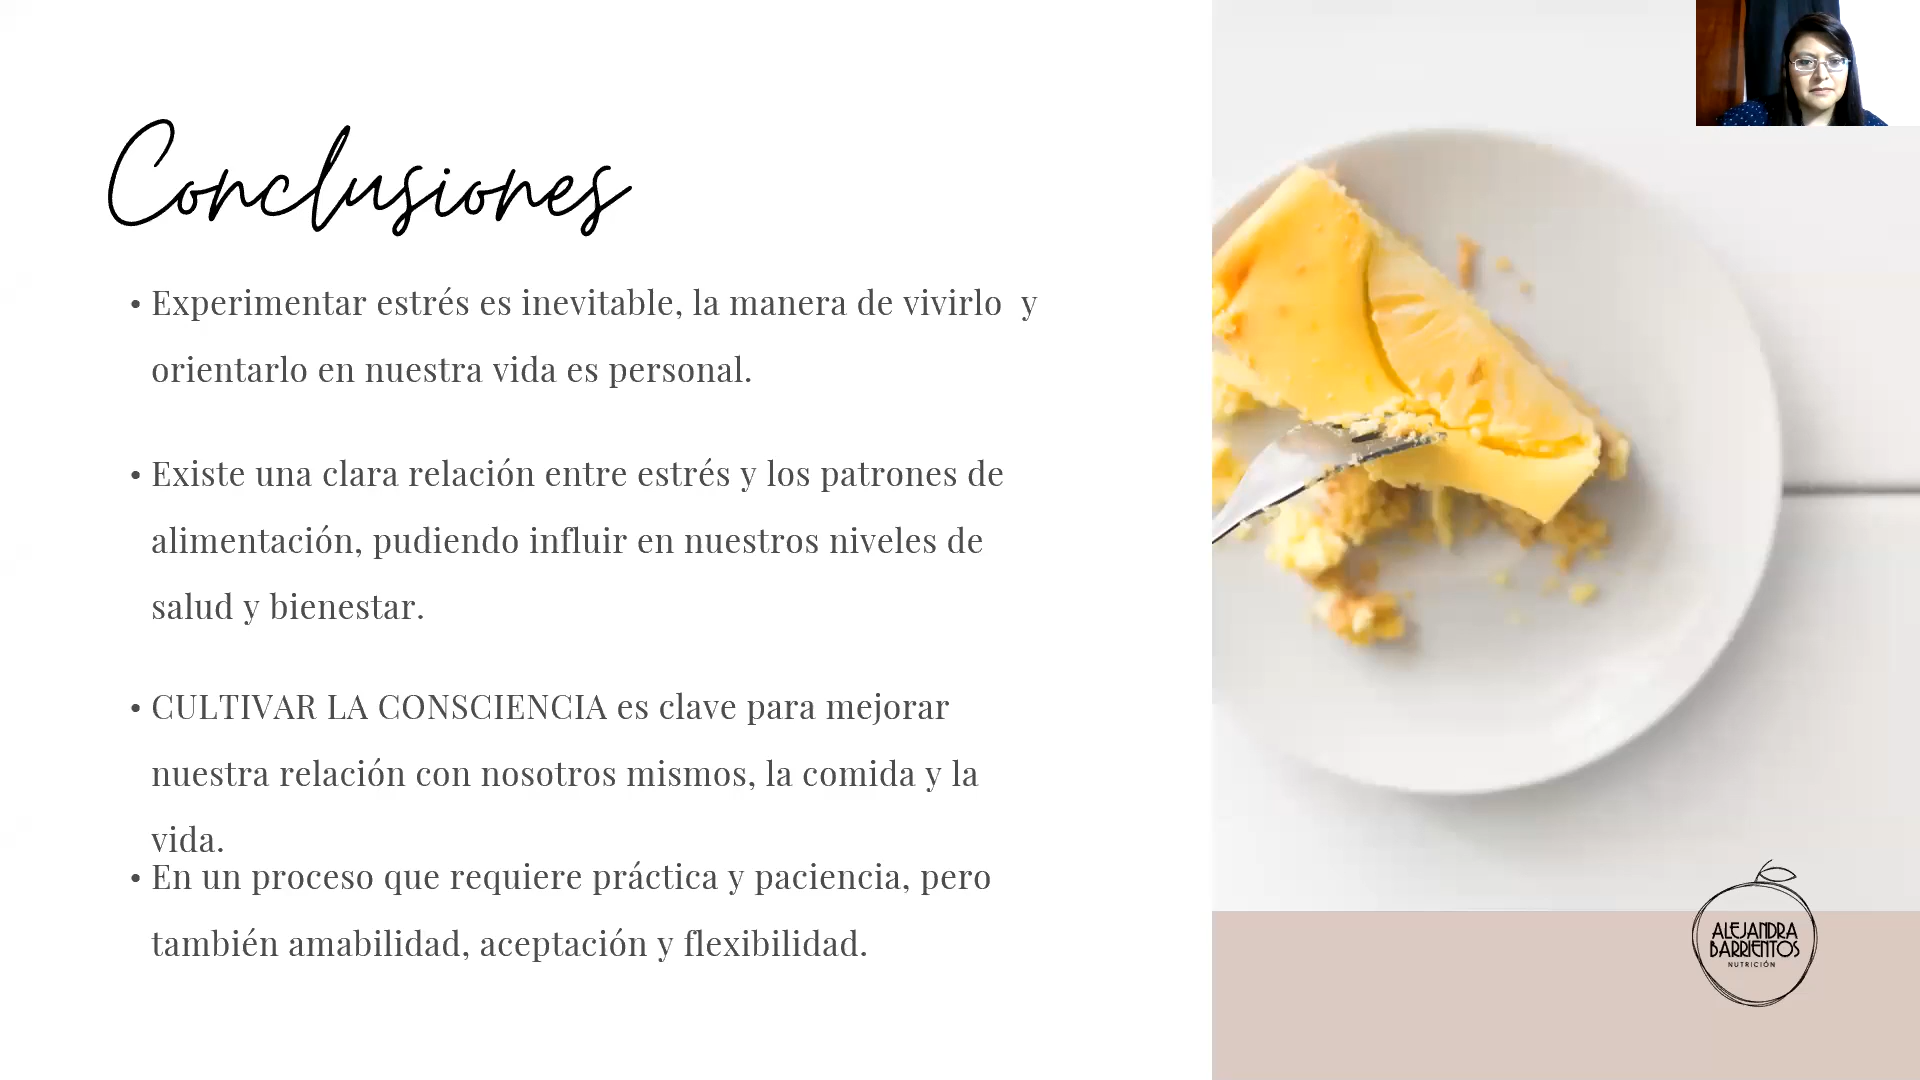 Conclusiones
• Experimentar estrés es inevitable, la manera de vivirlo y
orientarlo en nuestra vida es personal.
• Existe una clara relación entre estrés y los patrones de
alimentación, pudiendo influir en nuestros niveles de
salud y bienestar.
• CULTIVAR LA CONSCIENCIA es clave para mejorar
nuestra relación con nosotros mismos, la comida y la
vida.
• En un proceso que requiere práctica y paciencia, pero
también amabilidad, aceptación y flexibilidad.
ALEJANDRA
BARRIENTOS
NUTRICIÓN